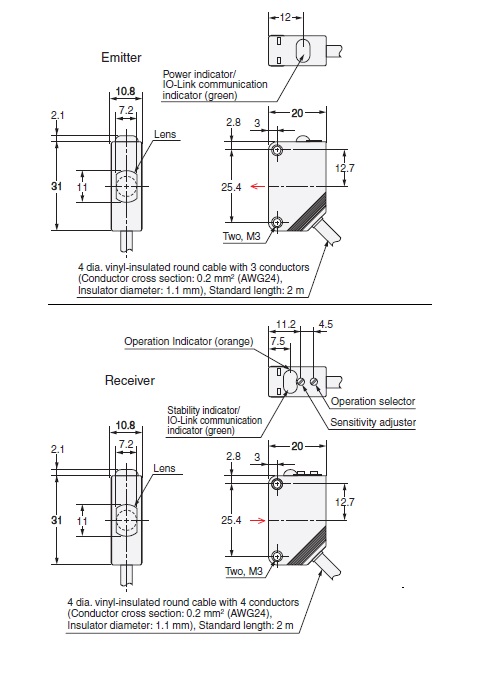 12
Emitter
Power indicator/
IO-Link communication
indicator (green)
10.8
7.2
2.1
Lens
31
11
20
2.8
3
12.7
25.4
Two, M3
4 dia. vinyl-insulated round cable with 3 conductors
(Conductor cross section: 0.2 mm² (AWG24),
Insulator diameter: 1.1 mm), Standard length: 2 m
11.2
4.5
Operation Indicator (orange)
7.5
Receiver
Operation selector
Stability indicator/
IO-Link communication
indicator (green)
Sensitivity adjuster
10.8
7.2
2.1
Lens
31
11
20
2.8
3
12.7
25.4
Two, M3
4 dia. vinyl-insulated round cable with 4 conductors
(Conductor cross section: 0.2 mm² (AWG24),
Insulator diameter: 1.1 mm), Standard length: 2 m